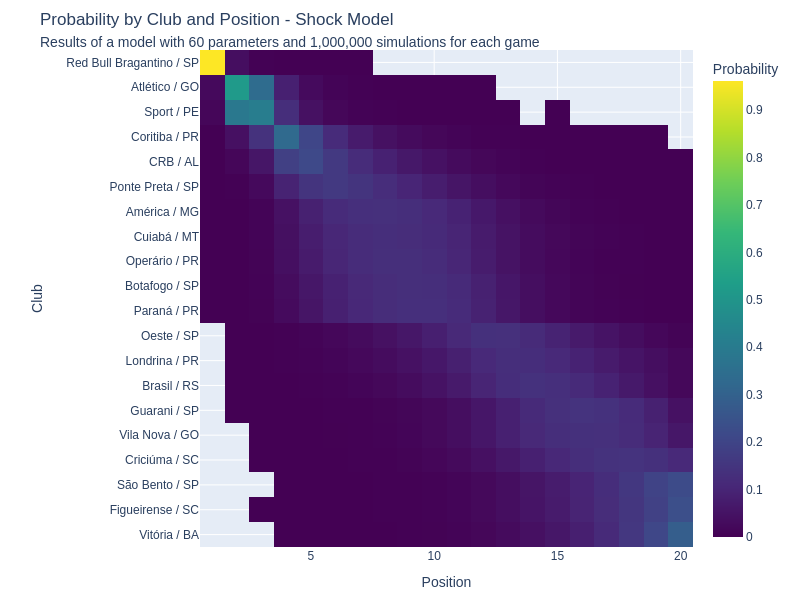 Probability by Club and Position - Shock Model
Results of a model with 60 parameters and 1,000,000 simulations for each game
Probability
Red Bull Bragantino / SP
Atlético / GO
Sport / PE
Coritiba / PR
CRB / AL
Ponte Preta / SP
América / MG
Cuiabá / MT
Operário / PR
Botafogo / SP
Paraná / PR
Oeste / SP
Londrina / PR
Brasil / RS
Guarani / SP
Vila Nova / GO
Criciúma / SC
São Bento / SP
Figueirense / SC
Vitória / BA
Club
5
10
15
20
Position
0.9
0.8
0.7
0.6
0.5
0.4
0.3
0.2
0.1
0